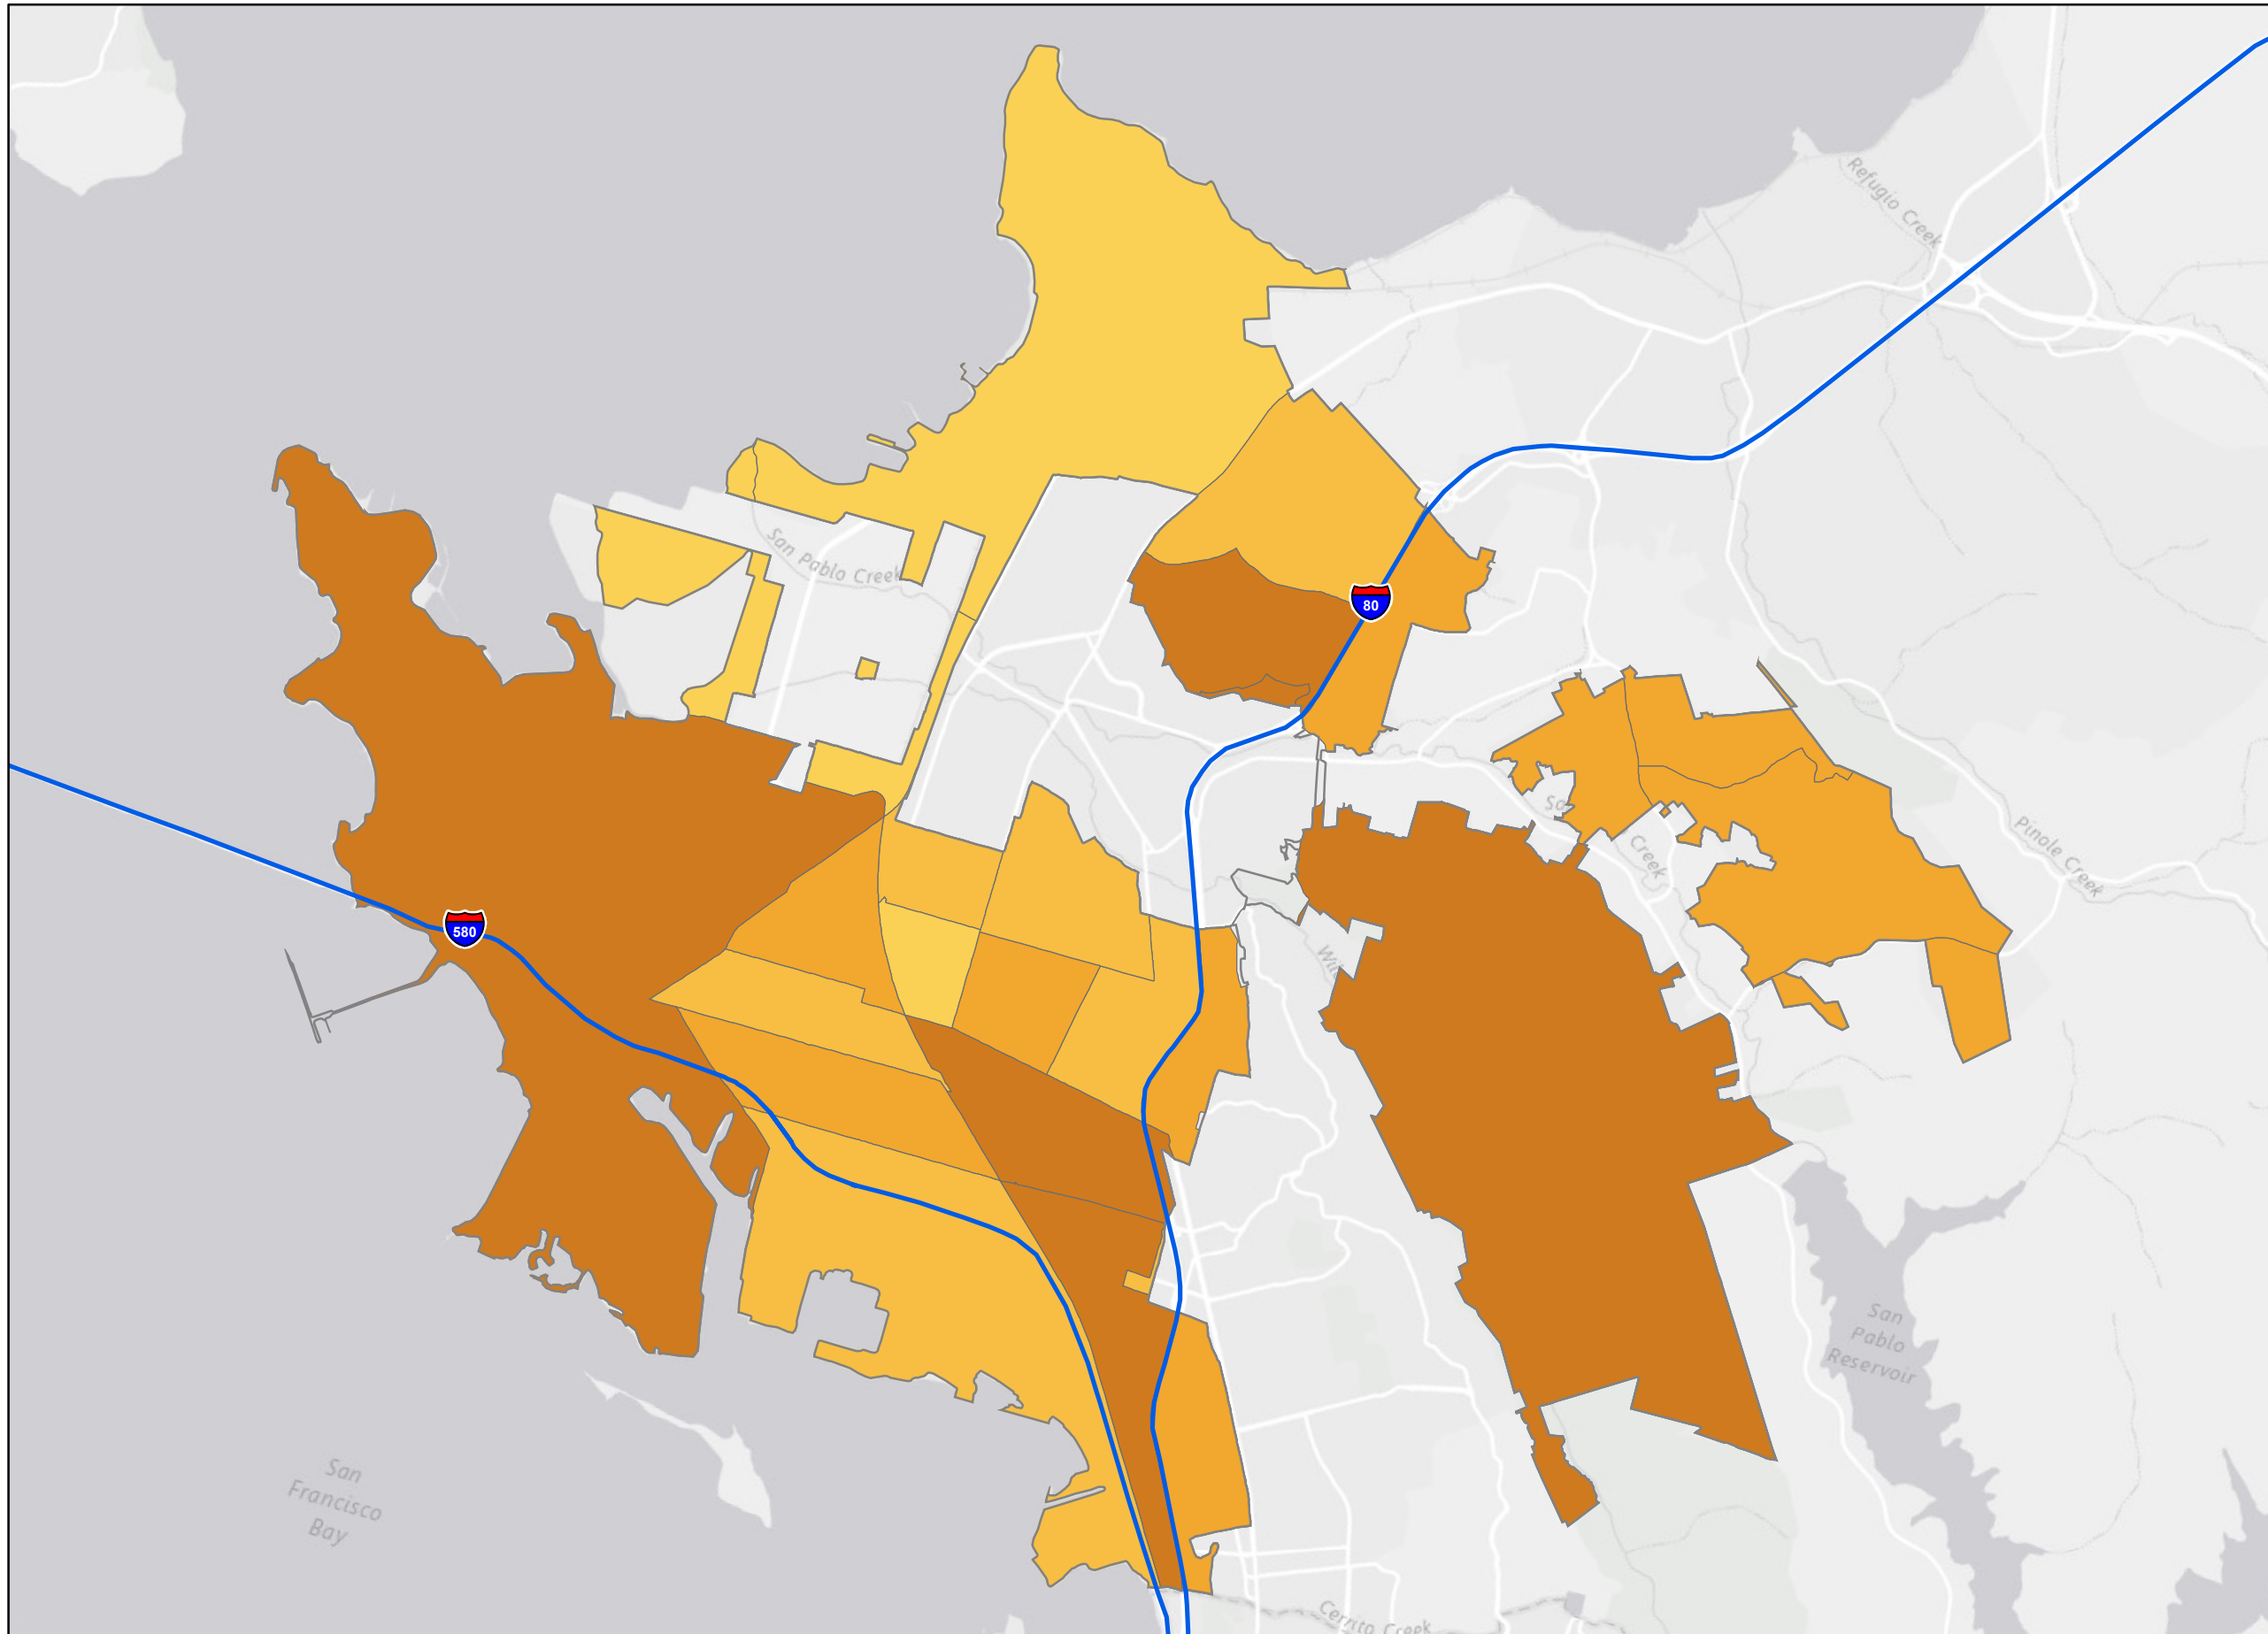 Refugio Creek
San Pablo Creek
80
Creek
Pinole Creek
580
San
Pablo
Reservoir
San
Francisco
Bay
Cerrito Creek